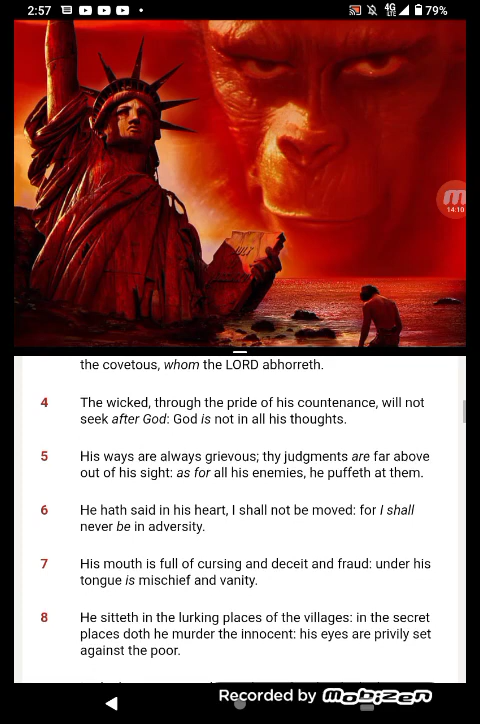 2:57
4G
LTE
79%
14:10
JULY
the covetous, whom the LORD abhorreth.
4 The wicked, through the pride of his countenance, will not
seek after God: God is not in all his thoughts.
5 His ways are always grievous; thy judgments are far above
out of his sight: as for all his enemies, he puffeth at them.
6 He hath said in his heart, I shall not be moved: for I shall
never be in adversity.
7 His mouth is full of cursing and deceit and fraud: under his
tongue is mischief and vanity.
8 He sitteth in the lurking places of the villages: in the secret
places doth he murder the innocent: his eyes are privily set
against the poor.
Recorded by mobizen